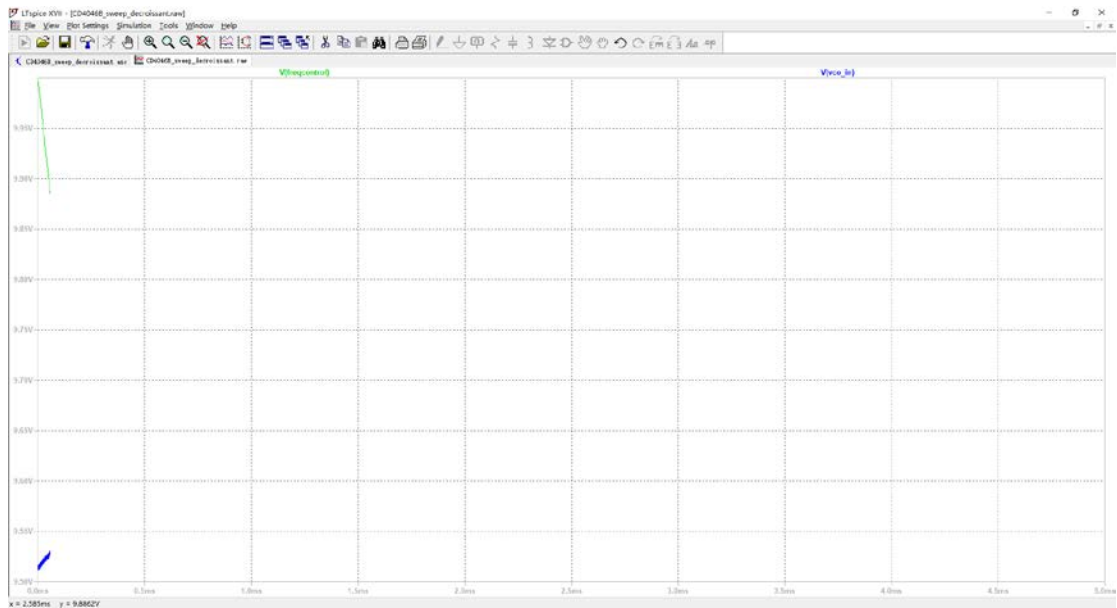 LTspice XVII - [CD4046B_sweep_decroissant.raw]
File View Plot Settings Simulation Tools Window Help
CD4046B_sweep_decroissant.asc CD4046B_sweep_decroissant.raw
V(freqcontrol) V(vco_in)
9.95V
9.90V
9.85V
9.80V
9.75V
9.70V
9.65V
9.60V
9.55V
9.50V
0.0ms 0.5ms 1.0ms 1.5ms 2.0ms 2.5ms 3.0ms 3.5ms 4.0ms 4.5ms 5.0ms
x = 2.585ms y = 9.8862V